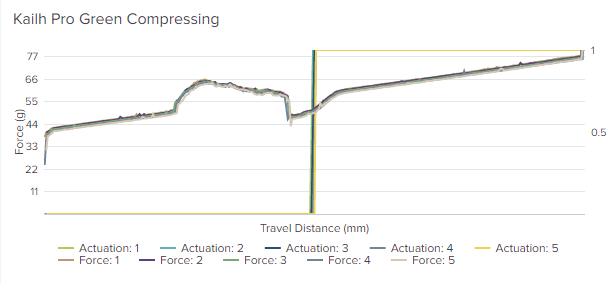 Kailh Pro Green Compressing
77
66
55
44
33
22
11
Force (g)
1
0.5
Travel Distance (mm)
Actuation: 1 Actuation: 2 Actuation: 3 Actuation: 4 Actuation: 5
Force: 1 Force: 2 Force: 3 Force: 4 Force: 5